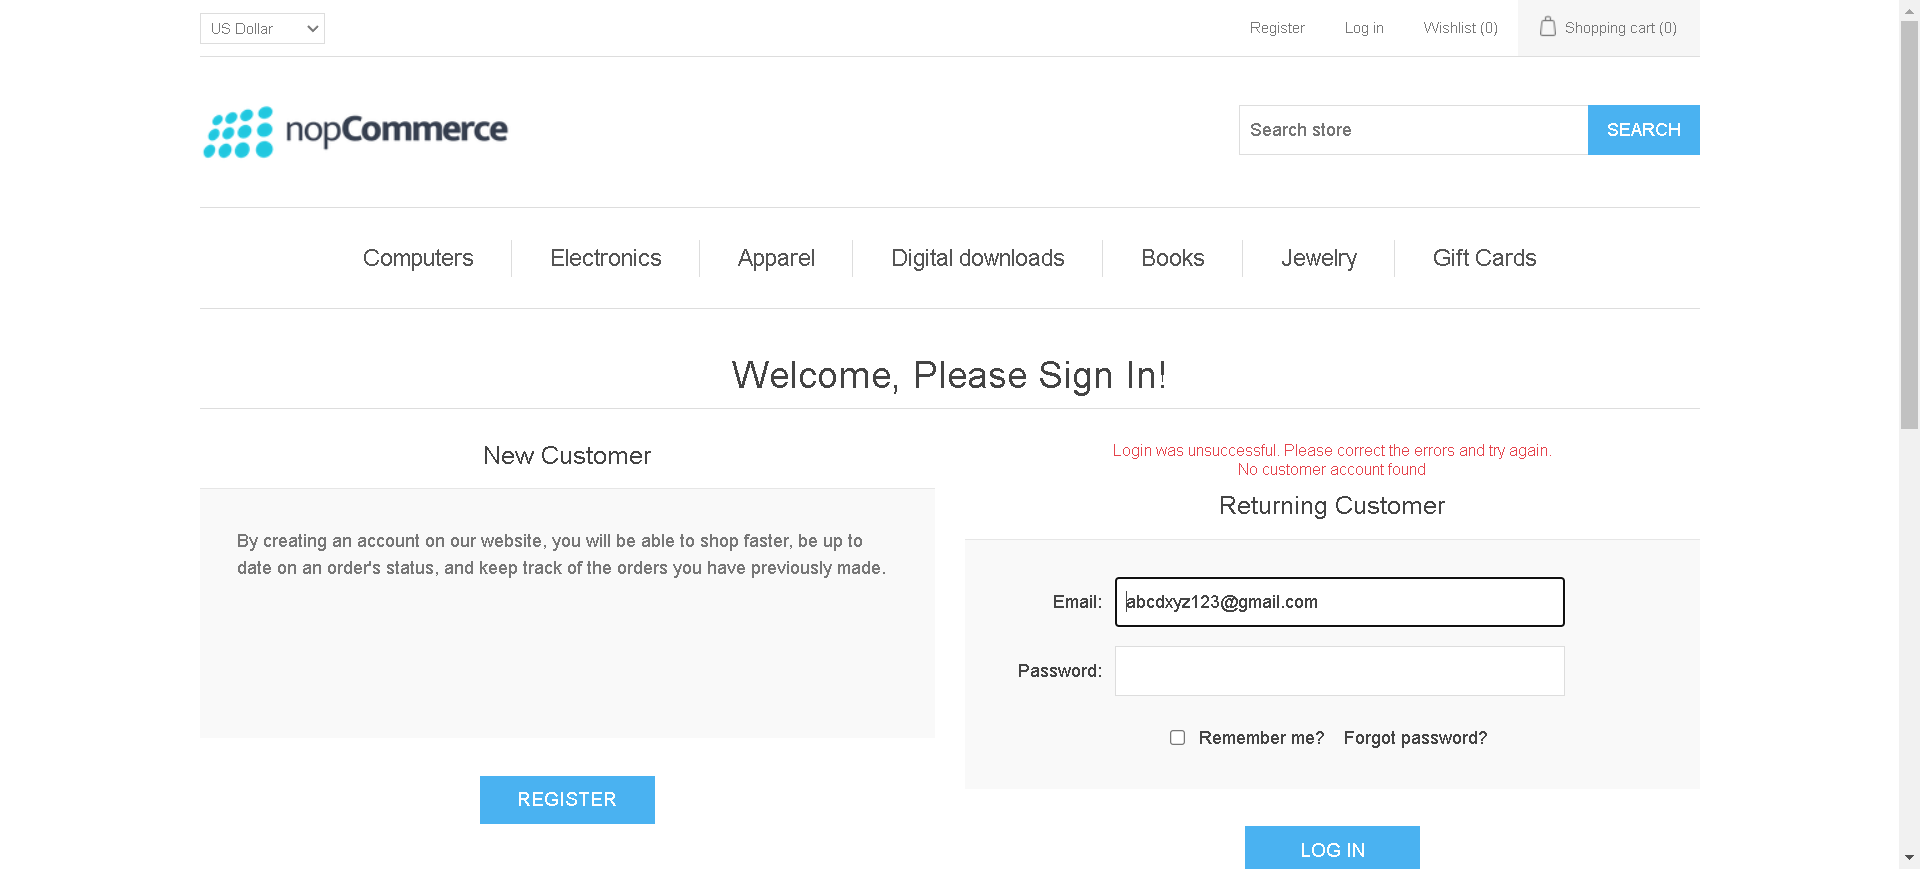 US Dollar
Register
Log in
Wishlist (0)
Shopping cart (0)
nopCommerce
Search store
SEARCH
Computers
Electronics
Apparel
Digital downloads
Books
Jewelry
Gift Cards
Welcome, Please Sign In!
New Customer
By creating an account on our website, you will be able to shop faster, be up to
date on an order's status, and keep track of the orders you have previously made.
REGISTER
Login was unsuccessful. Please correct the errors and try again.
No customer account found
Returning Customer
Email:
abcdxyz123@gmail.com
Password:
Remember me?
Forgot password?
LOG IN